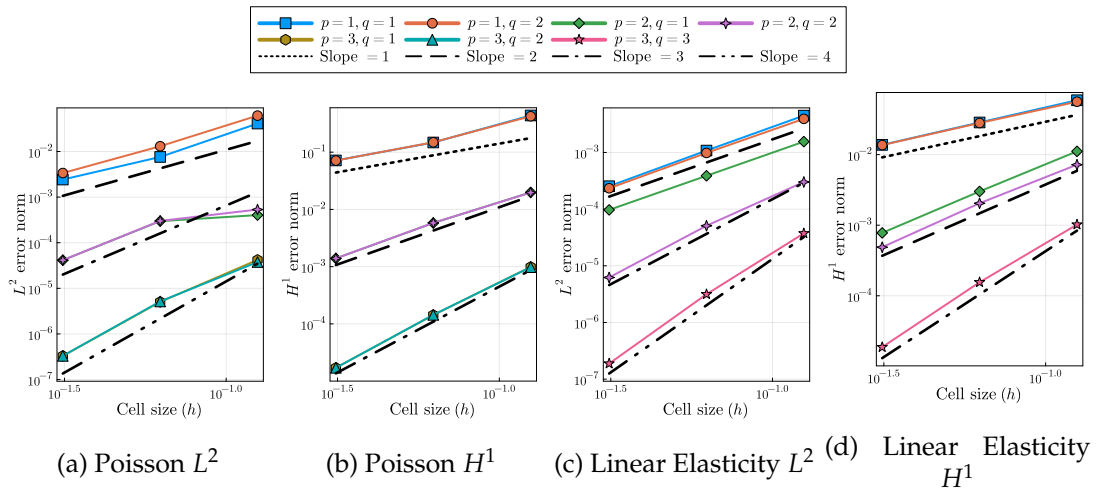 p = 1, q = 1 p = 1, q = 2 p = 2, q = 1 p = 2, q = 2
p = 3, q = 1 p = 3, q = 2 p = 3, q = 3
Slope = 1 Slope = 2 Slope = 3 Slope = 4
L² error norm
10⁻²
10⁻³
10⁻⁴
10⁻⁵
10⁻⁶
10⁻⁷
10⁻¹·⁵ 10⁻¹·⁰
Cell size (h)
(a) Poisson L²
H¹ error norm
10⁻¹
10⁻²
10⁻³
10⁻⁴
10⁻¹·⁵ 10⁻¹·⁰
Cell size (h)
(b) Poisson H¹
L² error norm
10⁻²
10⁻³
10⁻⁴
10⁻⁵
10⁻⁶
10⁻⁷
10⁻¹·⁵ 10⁻¹·⁰
Cell size (h)
(c) Linear Elasticity L²
H¹ error norm
10⁻²
10⁻³
10⁻⁴
10⁻¹·⁵ 10⁻¹·⁰
Cell size (h)
(d) Linear Elasticity
H¹